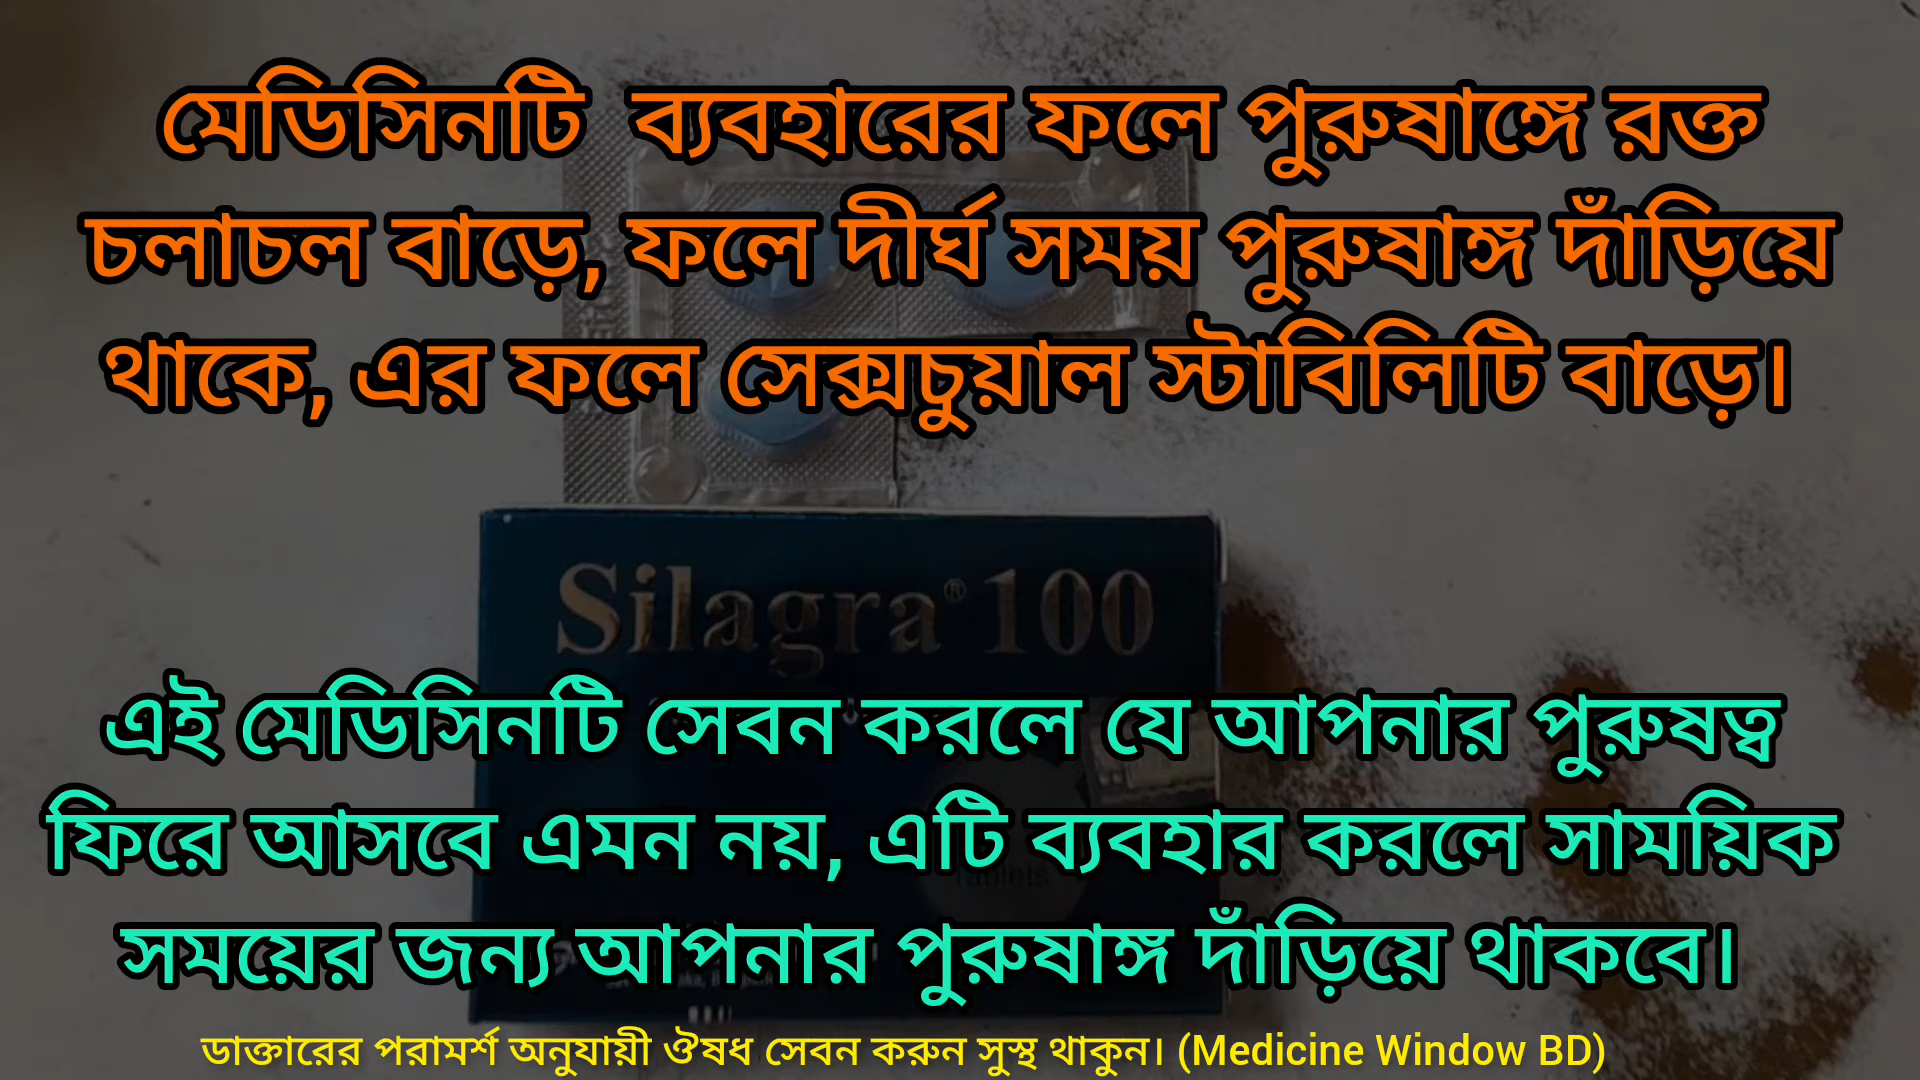 মেডিসিনটি ব্যবহারের ফলে পুরুষাঙ্গে রক্ত
চলাচল বাড়ে, ফলে দীর্ঘ সময় পুরুষাঙ্গ দাঁড়িয়ে
থাকে, এর ফলে সেক্সচুয়াল স্টাবিলিটি বাড়ে।
Silagra® 100
এই মেডিসিনটি সেবন করলে যে আপনার পুরুষত্ব
ফিরে আসবে এমন নয়, এটি ব্যবহার করলে সাময়িক
Tablets
সময়ের জন্য আপনার পুরুষাঙ্গ দাঁড়িয়ে থাকবে।
ডাক্তারের পরামর্শ অনুযায়ী ঔষধ সেবন করুন সুস্থ থাকুন। (Medicine Window BD)